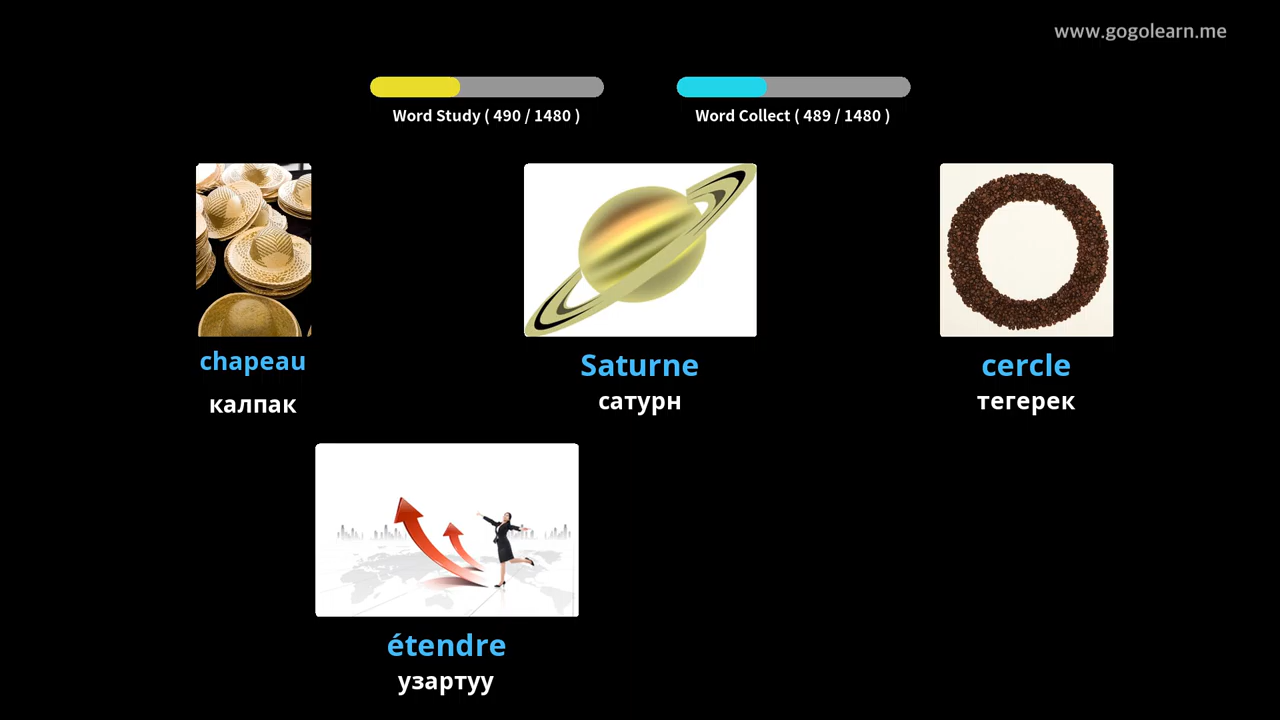 www.gogolearn.me
Word Study ( 490 / 1480 )
Word Collect ( 489 / 1480 )
chapeau
калпак
Saturne
сатурн
cercle
тегерек
étendre
узартуу